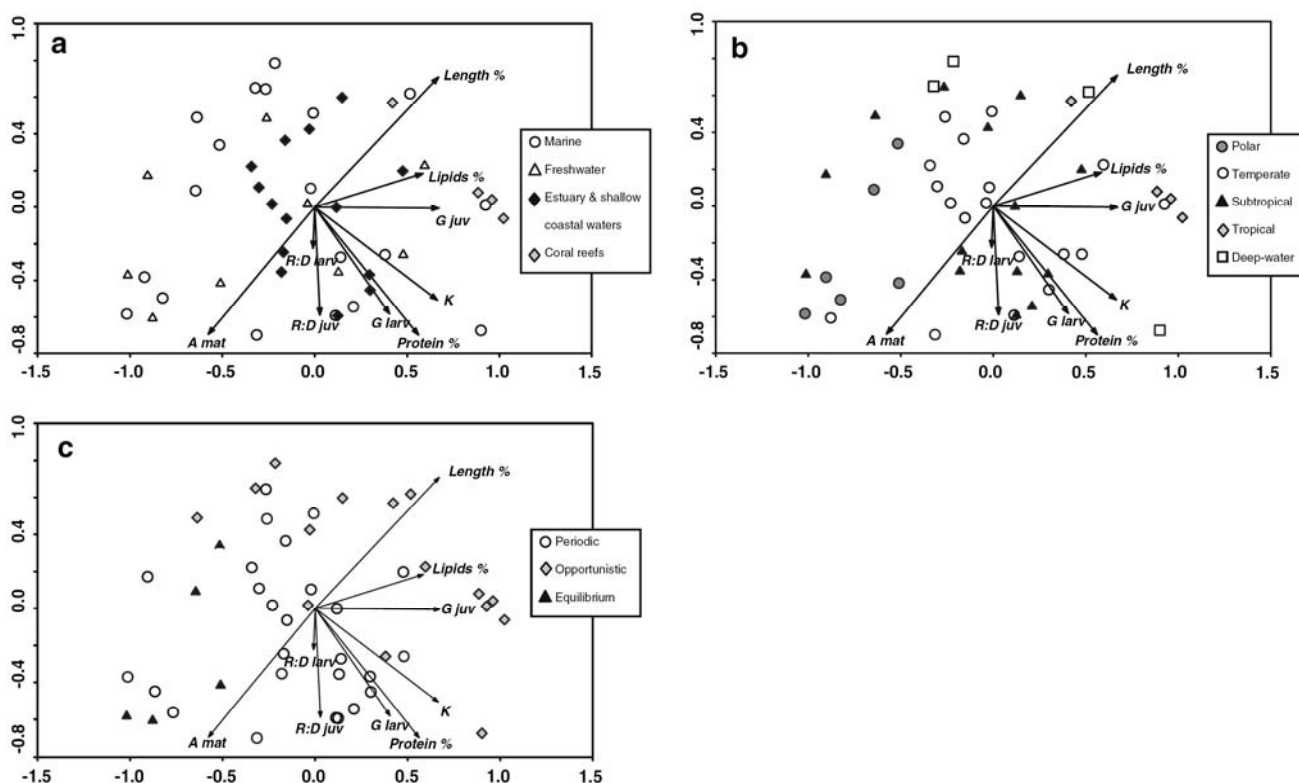 a
1.0
0.4
0.0
-0.4
-0.8
-1.5
-1.0
-0.5
0.0
0.5
1.0
1.5
Length %
Lipids %
G juv
R:D larv
K
R:D juv
G larv
A mat
Protein %
Marine
Freshwater
Estuary & shallow
coastal waters
Coral reefs
b
1.0
0.4
0.0
-0.4
-0.8
-1.5
-1.0
-0.5
0.0
0.5
1.0
1.5
Length %
Lipids %
G juv
R:D larv
K
R:D juv
G larv
A mat
Protein %
Polar
Temperate
Subtropical
Tropical
Deep-water
c
1.0
0.4
0.0
-0.4
-0.8
-1.5
-1.0
-0.5
0.0
0.5
1.0
1.5
Length %
Lipids %
G juv
R:D larv
K
R:D juv
G larv
A mat
Protein %
Periodic
Opportunistic
Equilibrium